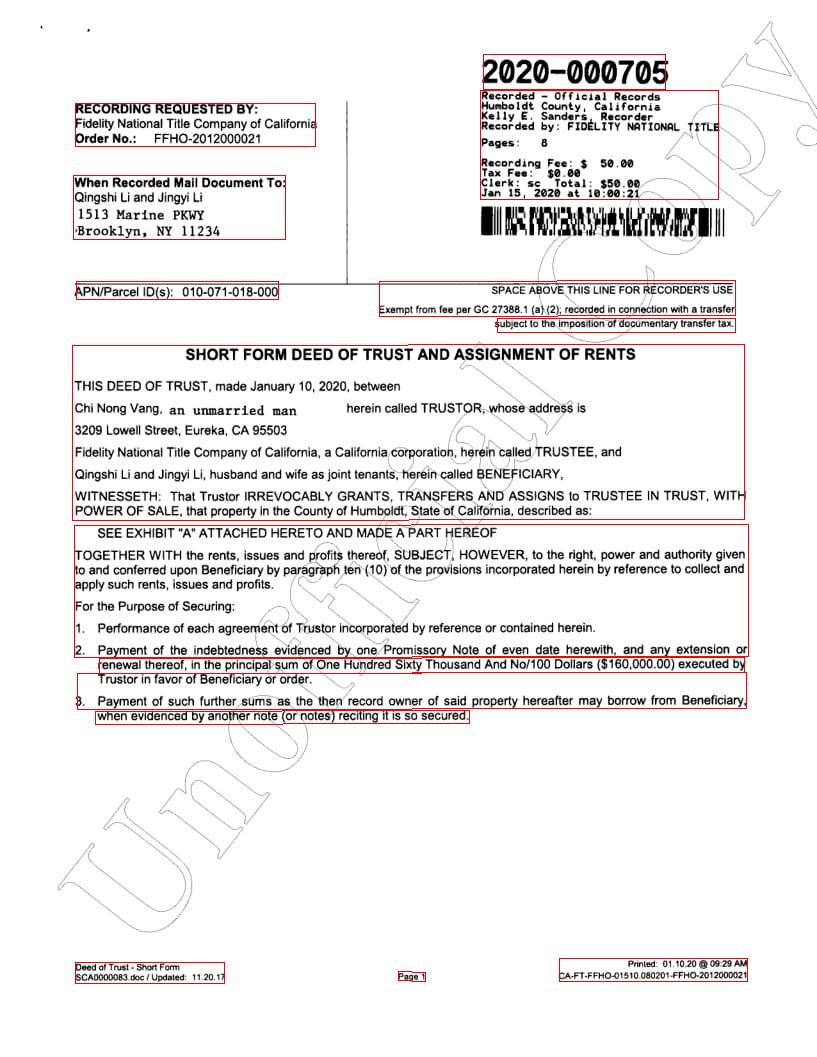 2020-000705
Recorded - Official Records
Humboldt County, California
Kelly E. Sanders, Recorder
Recorded by: FIDELITY NATIONAL TITLE
Pages: 8
Recording Fee: $ 50.00
Tax Fee: $0.00
Clerk: sc Total: $50.00
Jan 15, 2020 at 10:00:21
RECORDING REQUESTED BY:
Fidelity National Title Company of California
Order No.: FFHO-2012000021
When Recorded Mail Document To:
Qingshi Li and Jingyi Li
1513 Marine PKWY
Brooklyn, NY 11234
APN/Parcel ID(s): 010-071-018-000
SPACE ABOVE THIS LINE FOR RECORDER'S USE
Exempt from fee per GC 27388.1 (a) (2); recorded in connection with a transfer
subject to the imposition of documentary transfer tax.
SHORT FORM DEED OF TRUST AND ASSIGNMENT OF RENTS
THIS DEED OF TRUST, made January 10, 2020, between
Chi Nong Vang, an unmarried man herein called TRUSTOR, whose address is
3209 Lowell Street, Eureka, CA 95503
Fidelity National Title Company of California, a California corporation, herein called TRUSTEE, and
Qingshi Li and Jingyi Li, husband and wife as joint tenants, herein called BENEFICIARY,
WITNESSETH: That Trustor IRREVOCABLY GRANTS, TRANSFERS AND ASSIGNS to TRUSTEE IN TRUST, WITH
POWER OF SALE, that property in the County of Humboldt, State of California, described as:
SEE EXHIBIT "A" ATTACHED HERETO AND MADE A PART HEREOF
TOGETHER WITH the rents, issues and profits thereof, SUBJECT, HOWEVER, to the right, power and authority given
to and conferred upon Beneficiary by paragraph ten (10) of the provisions incorporated herein by reference to collect and
apply such rents, issues and profits.
For the Purpose of Securing:
1. Performance of each agreement of Trustor incorporated by reference or contained herein.
2. Payment of the indebtedness evidenced by one Promissory Note of even date herewith, and any extension or
renewal thereof, in the principal sum of One Hundred Sixty Thousand And No/100 Dollars ($160,000.00) executed by
Trustor in favor of Beneficiary or order.
3. Payment of such further sums as the then record owner of said property hereafter may borrow from Beneficiary,
when evidenced by another note (or notes) reciting it is so secured.
Unofficial Copy
Deed of Trust - Short Form
SCA0000083.doc / Updated: 11.20.17
Page 1
Printed: 01.10.20 @ 09:29 AM
CA-FT-FFHO-01510.080201-FFHO-2012000021